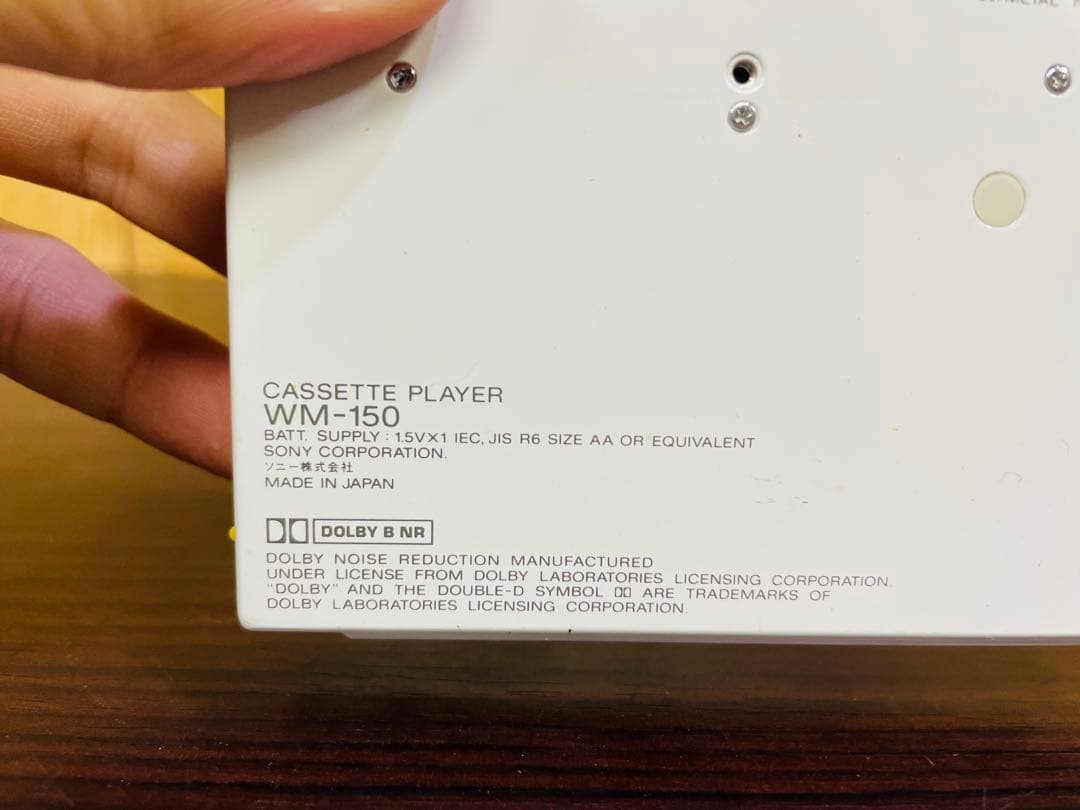 METAL
CASSETTE PLAYER
WM-150
BATT. SUPPLY : 1.5V×1 IEC, JIS R6 SIZE AA OR EQUIVALENT
SONY CORPORATION.
ソニー株式会社
MADE IN JAPAN
DOLBY B NR
DOLBY NOISE REDUCTION MANUFACTURED
UNDER LICENSE FROM DOLBY LABORATORIES LICENSING CORPORATION.
"DOLBY" AND THE DOUBLE-D SYMBOL ARE TRADEMARKS OF
DOLBY LABORATORIES LICENSING CORPORATION.